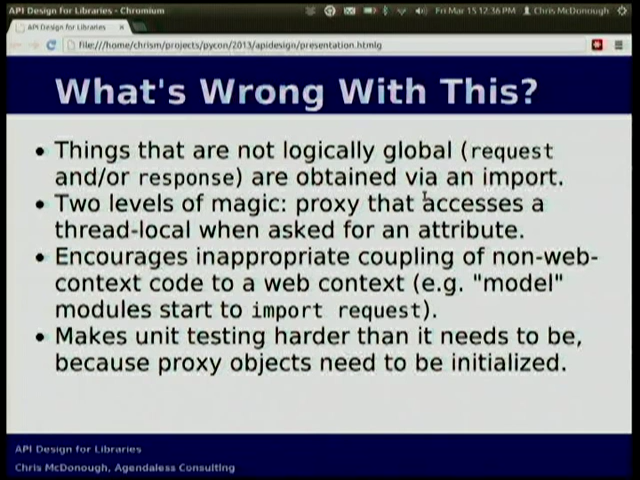 API Design for Libraries - Chromium
Fri Mar 15 12:36 PM
Chris McDonough
API Design for Libraries
file:///home/chrism/projects/pycon/2013/apidesign/presentation.html
What's Wrong With This?
• Things that are not logically global (request
and/or response) are obtained via an import.
• Two levels of magic: proxy that accesses a
thread-local when asked for an attribute.
• Encourages inappropriate coupling of non-web-
context code to a web context (e.g. "model"
modules start to import request).
• Makes unit testing harder than it needs to be,
because proxy objects need to be initialized.
API Design for Libraries
Chris McDonough, Agendaless Consulting